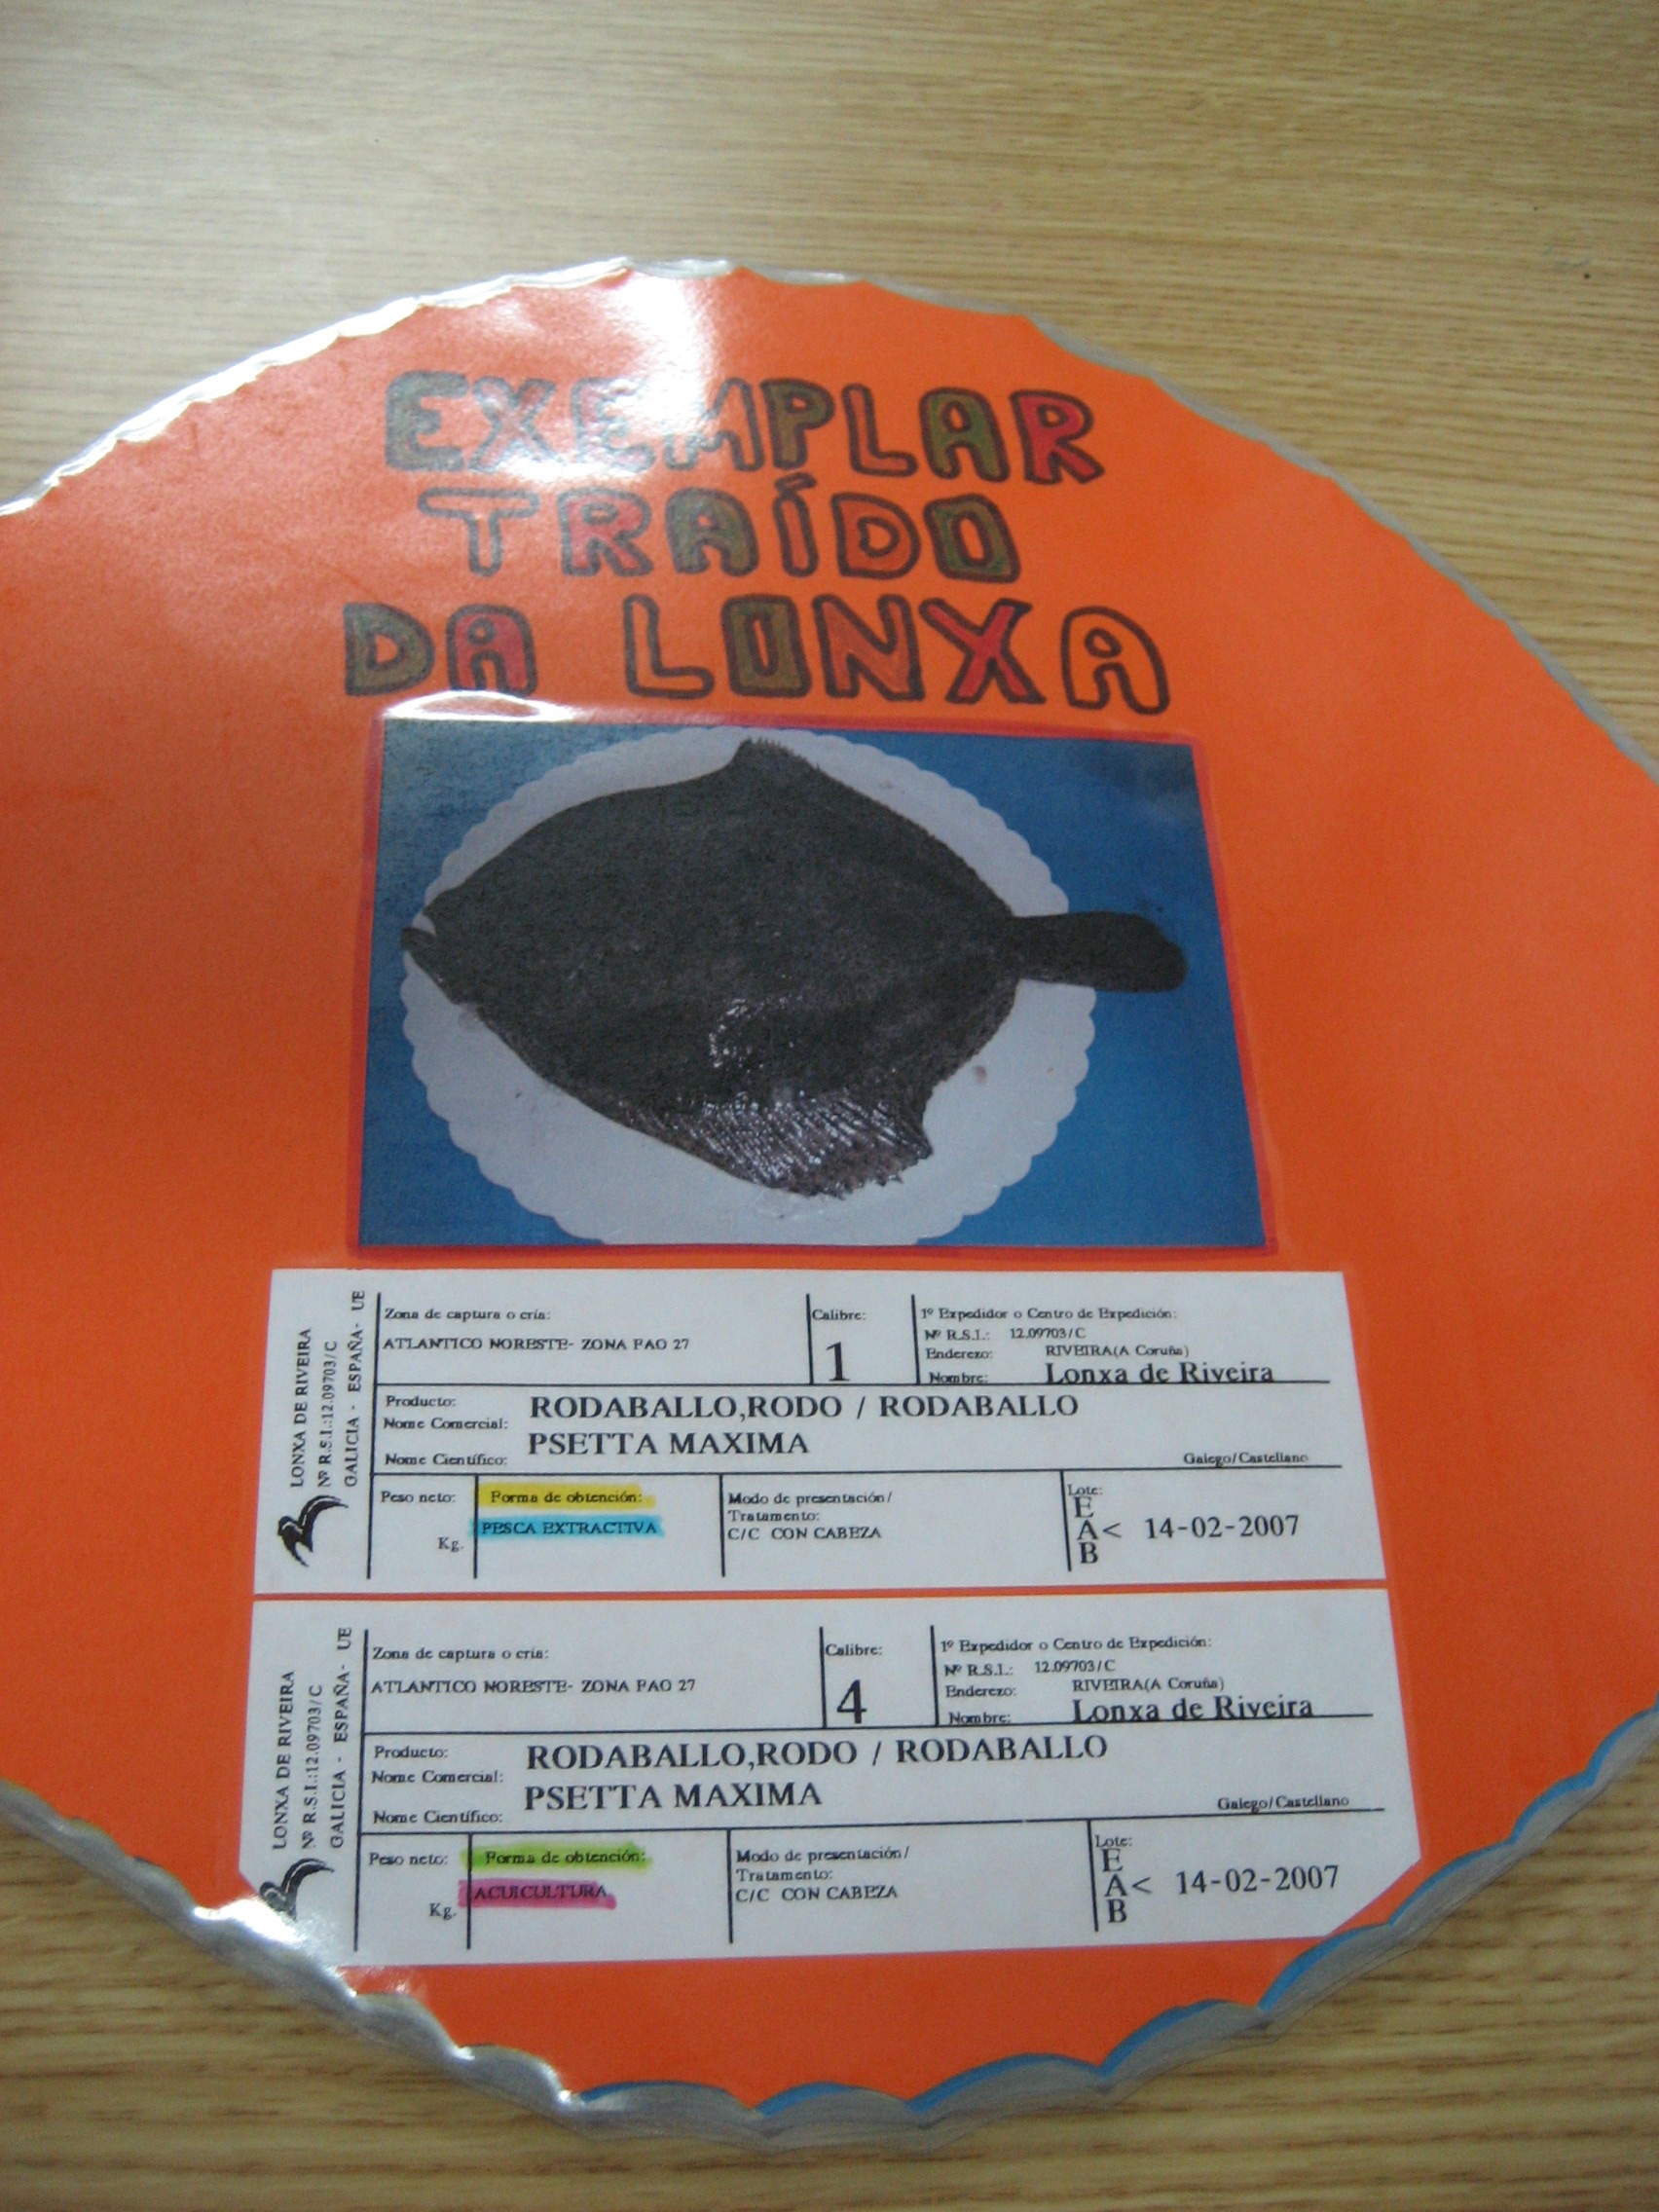 EXEMPLAR
TRAÍDO
DA LONXA
LONXA DE RIVEIRA
Nº R.S.I.:12.09703/C
GALICIA - ESPAÑA- UE
Zona de captura o cría:
ATLANTICO NORESTE- ZONA FAO 27
Calibre:
1
1º Expedidor o Centro de Expedición:
Nº R.S.I.: 12.09703/C
Enderezo: RIVEIRA(A Coruña)
Nombre: Lonxa de Riveira
Producto:
Nome Comercial: RODABALLO,RODO / RODABALLO
Nome Científico: PSETTA MAXIMA
Galego/Castellano
Peso neto:
Kg.
Forma de obtención:
PESCA EXTRACTIVA
Modo de presentación/
Tratamento:
C/C CON CABEZA
Lote:
E
A< 14-02-2007
B
LONXA DE RIVEIRA
Nº R.S.I.:12.09703/C
GALICIA - ESPAÑA- UE
Zona de captura o cría:
ATLANTICO NORESTE- ZONA FAO 27
Calibre:
4
1º Expedidor o Centro de Expedición:
Nº R.S.I.: 12.09703/C
Enderezo: RIVEIRA(A Coruña)
Nombre: Lonxa de Riveira
Producto:
Nome Comercial: RODABALLO,RODO / RODABALLO
Nome Científico: PSETTA MAXIMA
Galego/Castellano
Peso neto:
Kg.
Forma de obtención:
ACUICULTURA
Modo de presentación/
Tratamento:
C/C CON CABEZA
Lote:
E
A< 14-02-2007
B